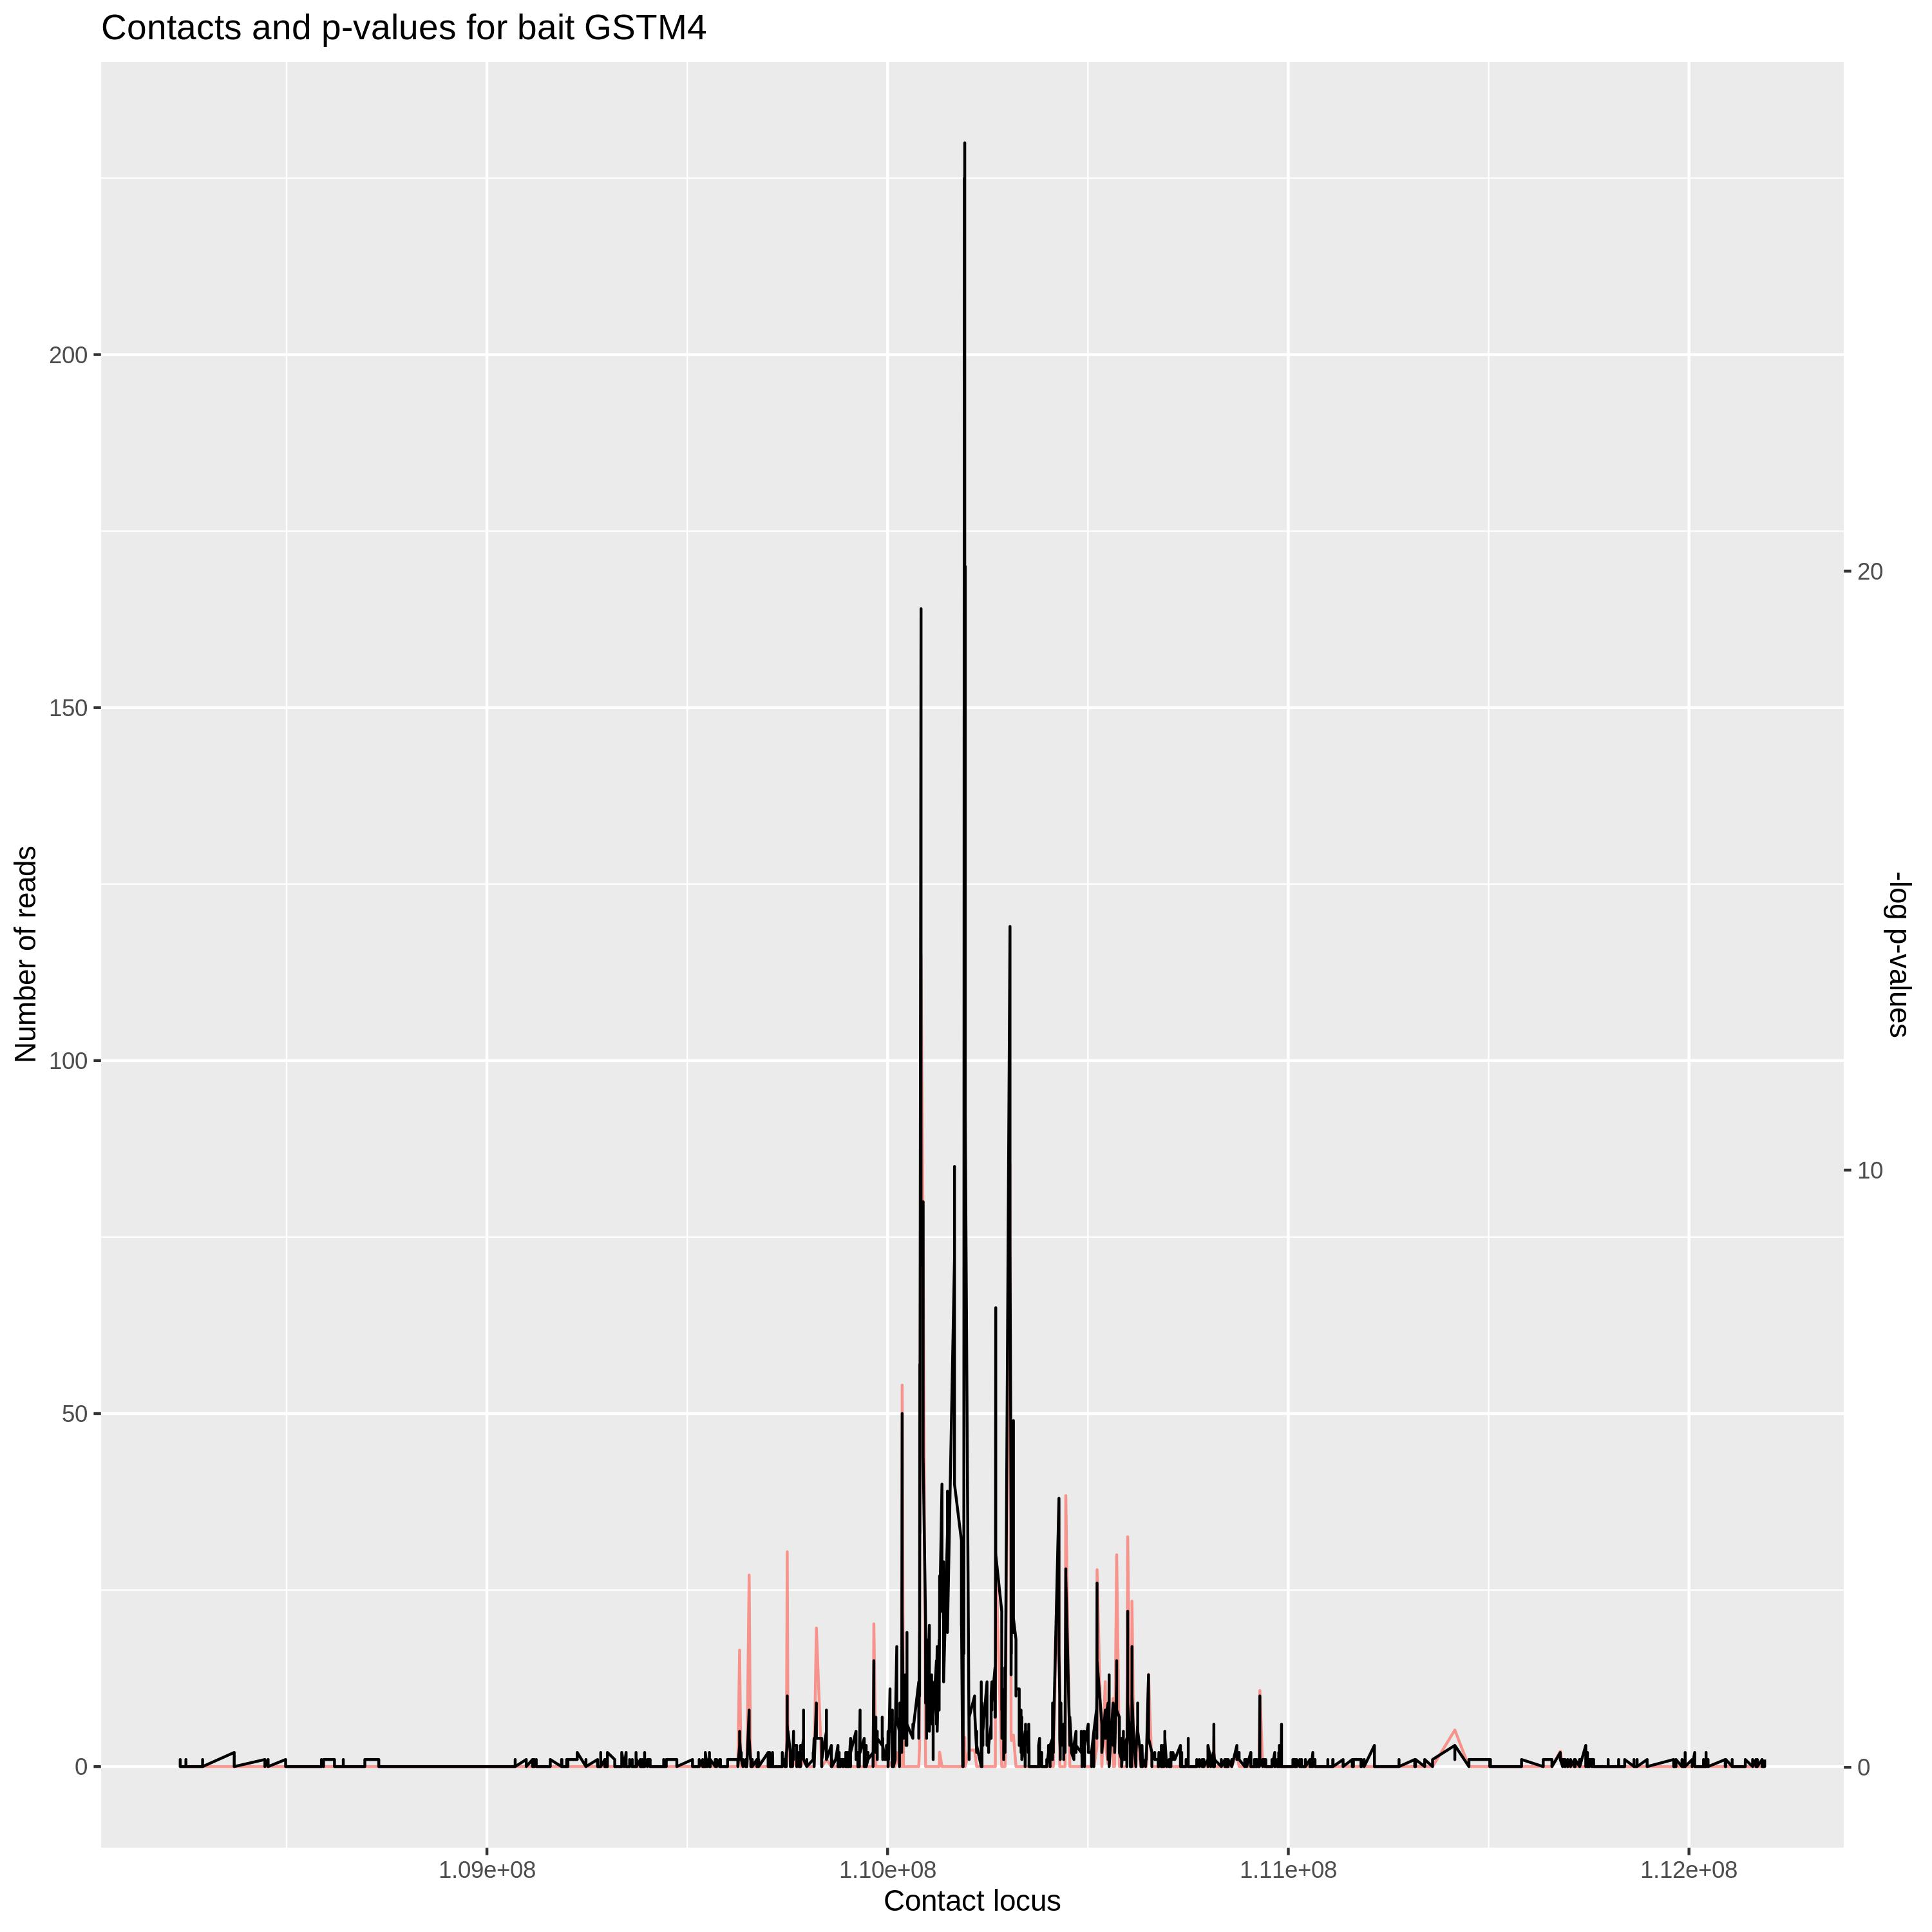 Contacts and p-values for bait GSTM4
Number of reads
200
150
100
50
0
20
10
0
-log p-values
1.09e+08
1.10e+08
1.11e+08
1.12e+08
Contact locus